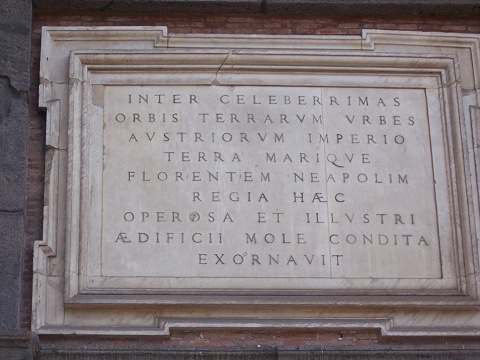 INTER CELEBERRIMAS
ORBIS TERRARVM VRBES
AVSTRIORVM IMPERIO
TERRA MARIQVE
FLORENTEM NEAPOLIM
REGIA HÆC
OPEROSA ET ILLVSTRI
ÆDIFICII MOLE CONDITA
EXORNAVIT